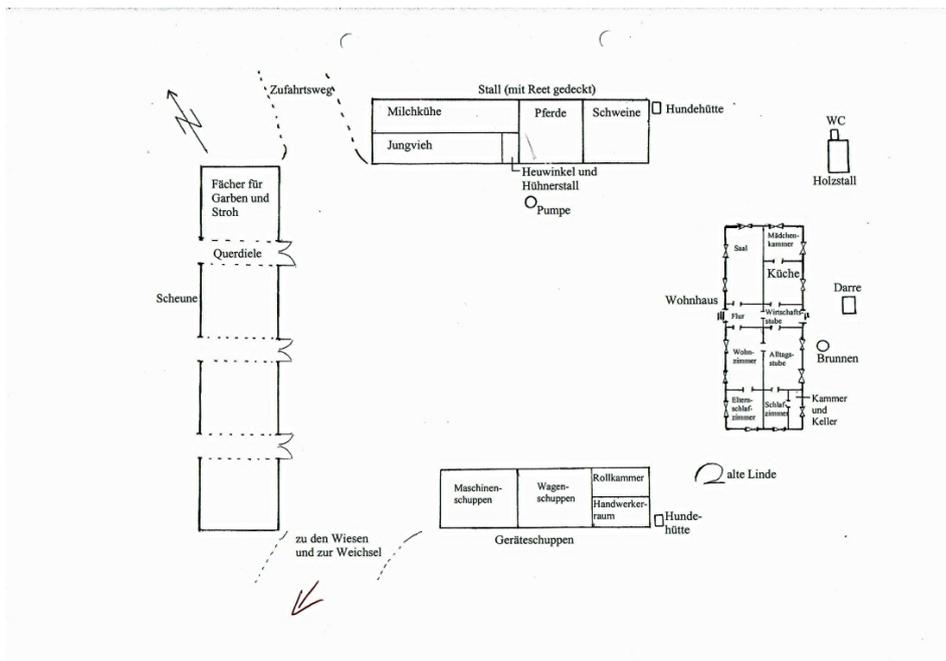 Zufahrtsweg
Stall (mit Reet gedeckt)
Milchkühe
Pferde
Schweine
Hundehütte
Jungvieh
Heuwinkel und
Hühnerstall
Pumpe
WC
Holzstall
N
Fächer für
Garben und
Stroh
Querdiele
Scheune
Wohnhaus
Saal
Mädchen-
kammer
Küche
Flur
Wirtschafts-
stube
Wohn-
zimmer
Alltags-
stube
Eltern-
schlaf-
zimmer
Schlaf-
zimmer
Kammer
und
Keller
Darre
Brunnen
alte Linde
Maschinen-
schuppen
Wagen-
schuppen
Rollkammer
Handwerker-
raum
Hunde-
hütte
Geräteschuppen
zu den Wiesen
und zur Weichsel